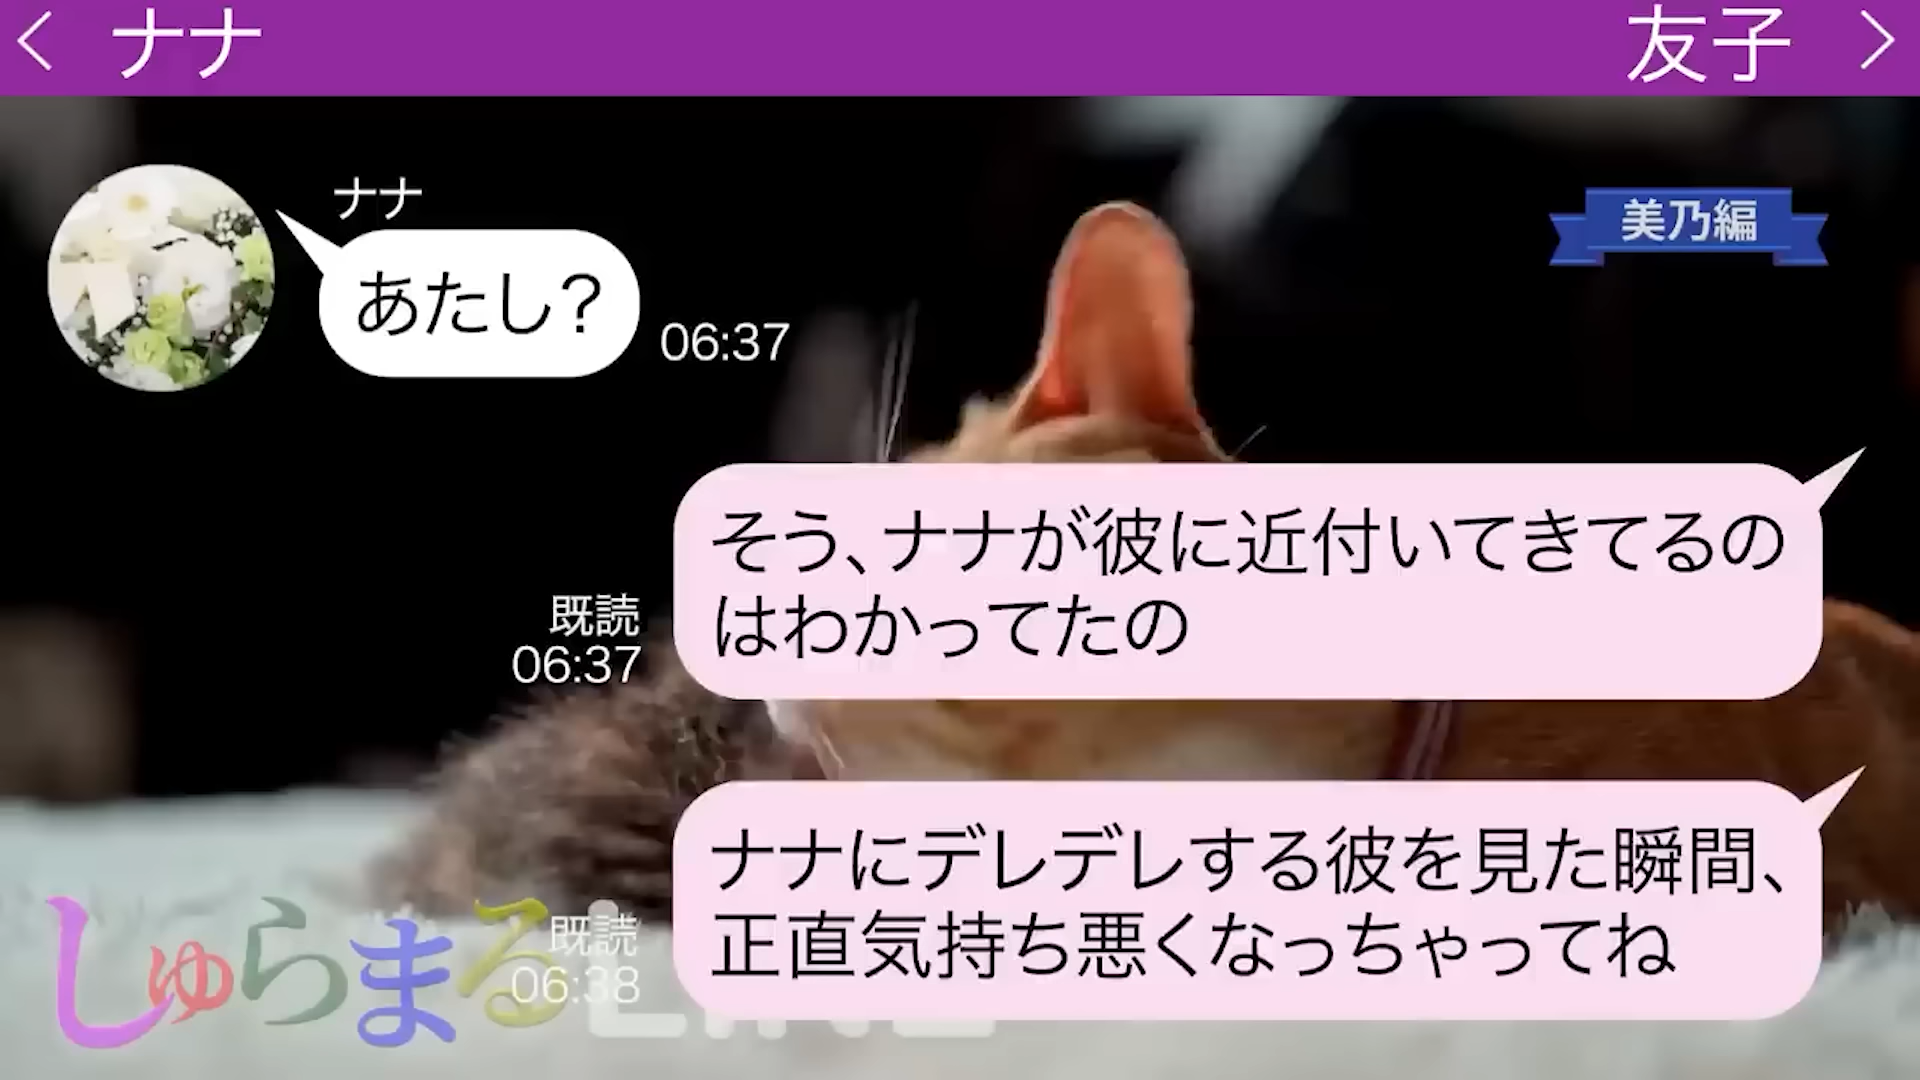 ナナ
友子
美乃編
ナナ
あたし?
06:37
そう、ナナが彼に近付いてきてるの
はわかってたの
既読
06:37
ナナにデレデレする彼を見た瞬間、
正直気持ち悪くなっちゃってね
既読
06:38
しゅらまるLINE